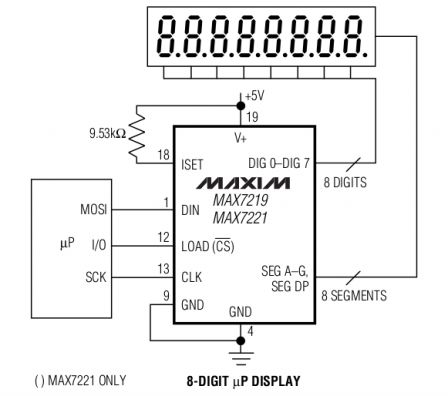 8.8.8.8.8.8.8.8.
+5V
19
9.53kΩ
V+
18
ISET
DIG 0–DIG 7
8 DIGITS
MAXIM
MAX7219
MAX7221
MOSI
1
DIN
µP
I/O
12
LOAD (CS)
SCK
13
CLK
SEG A–G,
SEG DP
8 SEGMENTS
9
GND
GND
4
( ) MAX7221 ONLY
8-DIGIT µP DISPLAY